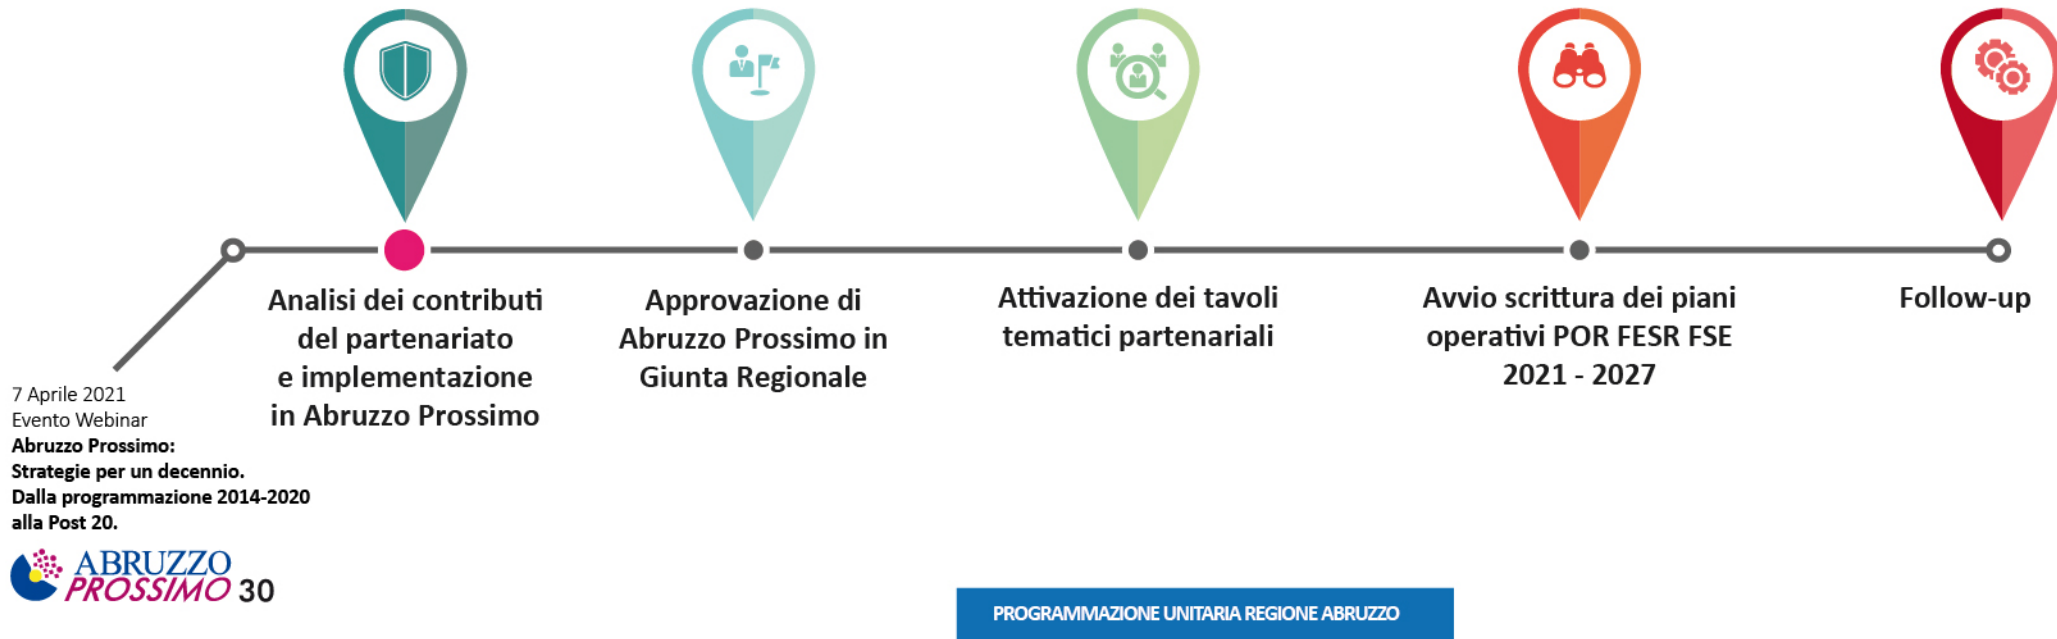 Analisi dei contributi
del partenariato
e implementazione
in Abruzzo Prossimo
Approvazione di
Abruzzo Prossimo in
Giunta Regionale
Attivazione dei tavoli
tematici partenariali
Avvio scrittura dei piani
operativi POR FESR FSE
2021 - 2027
Follow-up
7 Aprile 2021
Evento Webinar
Abruzzo Prossimo:
Strategie per un decennio.
Dalla programmazione 2014-2020
alla Post 20.
ABRUZZO
PROSSIMO 30
PROGRAMMAZIONE UNITARIA REGIONE ABRUZZO